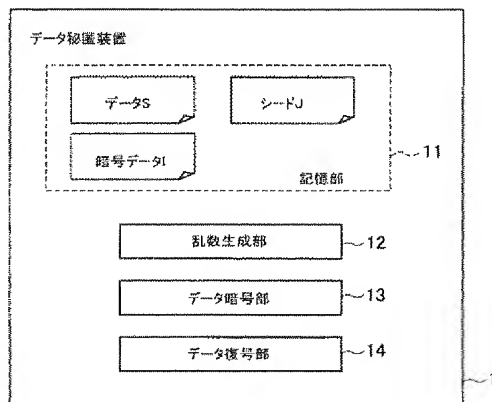 データ秘匿装置
データS
シードJ
暗号データI
記憶部
11
乱数生成部
12
データ暗号部
13
データ復号部
14